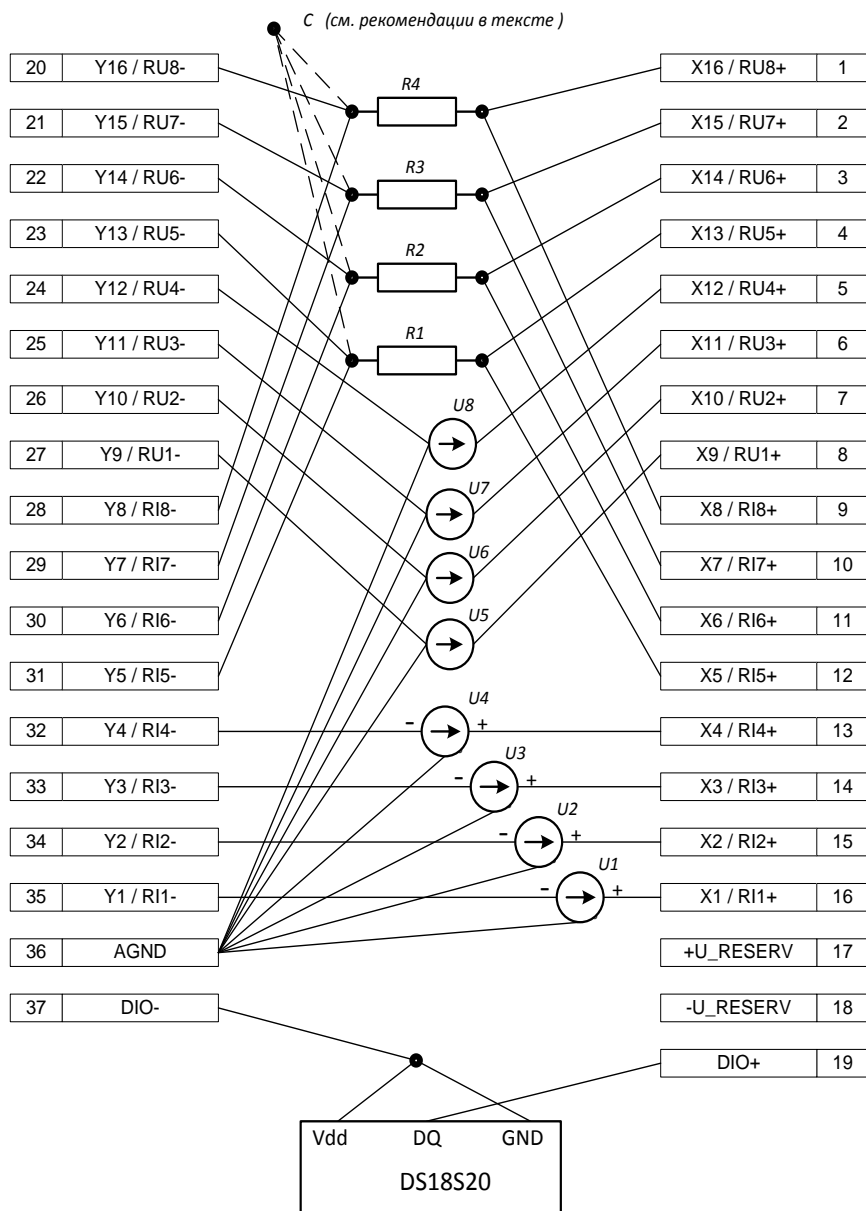 C (см. рекомендации в тексте )
20 Y16 / RU8- R4 X16 / RU8+ 1
21 Y15 / RU7- X15 / RU7+ 2
22 Y14 / RU6- R3 X14 / RU6+ 3
23 Y13 / RU5- R2 X13 / RU5+ 4
24 Y12 / RU4- X12 / RU4+ 5
25 Y11 / RU3- R1 X11 / RU3+ 6
26 Y10 / RU2- U8 X10 / RU2+ 7
27 Y9 / RU1- X9 / RU1+ 8
U7
28 Y8 / RI8- X8 / RI8+ 9
U6
29 Y7 / RI7- X7 / RI7+ 10
30 Y6 / RI6- U5 X6 / RI6+ 11
31 Y5 / RI5- X5 / RI5+ 12
U4
32 Y4 / RI4- - + X4 / RI4+ 13
U3
33 Y3 / RI3- - + X3 / RI3+ 14
U2
34 Y2 / RI2- - + X2 / RI2+ 15
U1
35 Y1 / RI1- - + X1 / RI1+ 16
36 AGND +U_RESERV 17
37 DIO- -U_RESERV 18
DIO+ 19
Vdd DQ GND
DS18S20